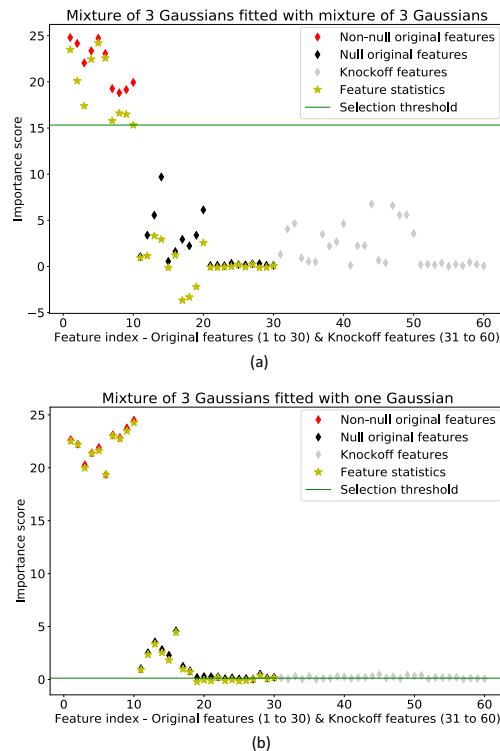 Mixture of 3 Gaussians fitted with mixture of 3 Gaussians
Non-null original features
Null original features
Knockoff features
Feature statistics
Selection threshold
Importance score
25
20
15
10
5
0
−5
0 10 20 30 40 50 60
Feature index - Original features (1 to 30) & Knockoff features (31 to 60)
(a)
Mixture of 3 Gaussians fitted with one Gaussian
Non-null original features
Null original features
Knockoff features
Feature statistics
Selection threshold
Importance score
25
20
15
10
5
0
0 10 20 30 40 50 60
Feature index - Original features (1 to 30) & Knockoff features (31 to 60)
(b)